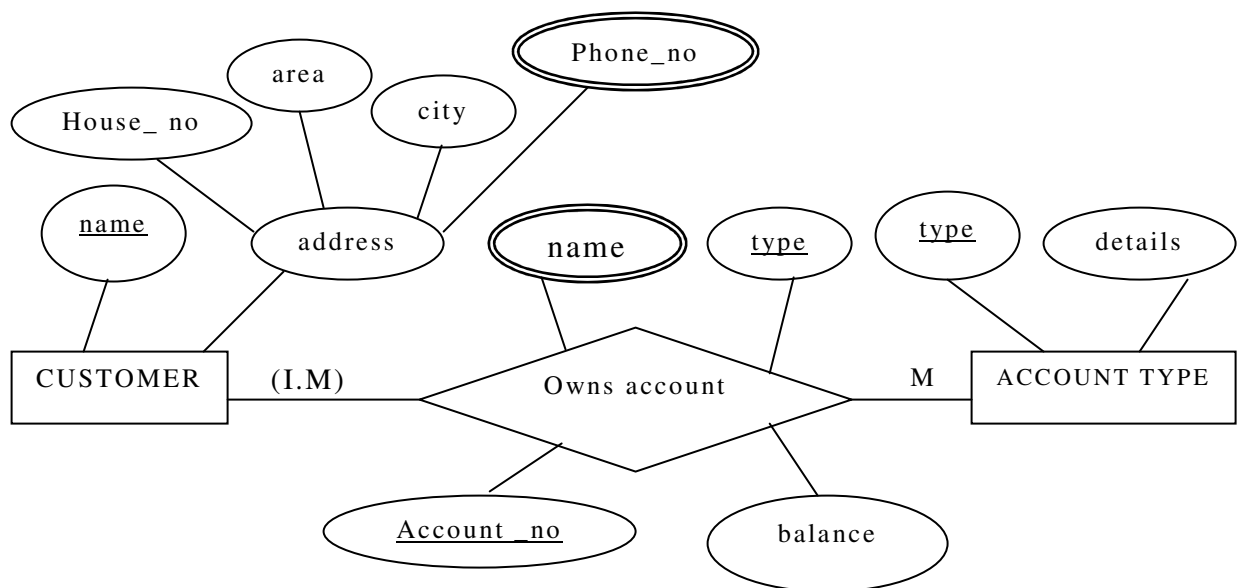 Phone_no
area
city
House_ no
name
address
name
type
type
details
CUSTOMER
(I.M)
Owns account
M
ACCOUNT TYPE
Account _no
balance